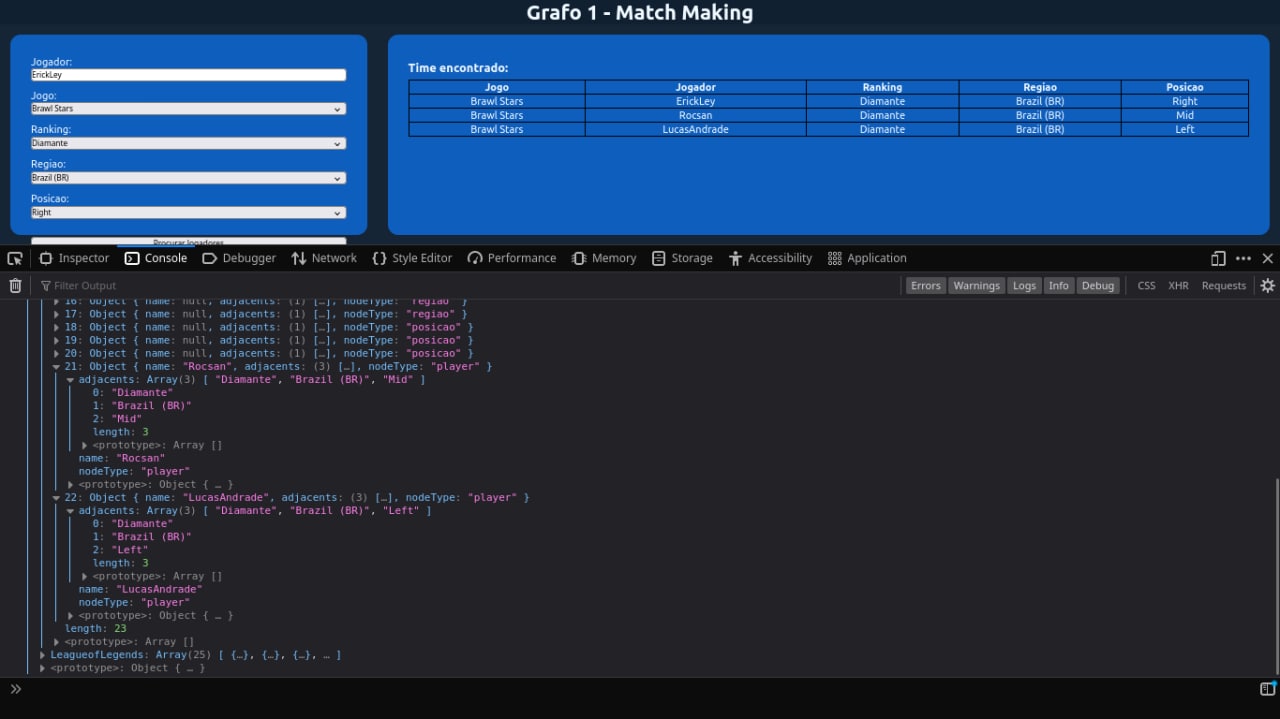 Grafo 1 - Match Making
Jogador:
ErickLey
Jogo:
Brawl Stars
Ranking:
Diamante
Regiao:
Brazil (BR)
Posicao:
Right
Procurar Jogadores
Time encontrado:
Jogo Jogador Ranking Regiao Posicao
Brawl Stars ErickLey Diamante Brazil (BR) Right
Brawl Stars Rocsan Diamante Brazil (BR) Mid
Brawl Stars LucasAndrade Diamante Brazil (BR) Left
Inspector Console Debugger Network {} Style Editor Performance Memory Storage Accessibility Application
Filter Output Errors Warnings Logs Info Debug CSS XHR Requests
16: Object { name: null, adjacents: (1) […], nodeType: "regiao" }
17: Object { name: null, adjacents: (1) […], nodeType: "regiao" }
18: Object { name: null, adjacents: (1) […], nodeType: "posicao" }
19: Object { name: null, adjacents: (1) […], nodeType: "posicao" }
20: Object { name: null, adjacents: (1) […], nodeType: "posicao" }
21: Object { name: "Rocsan", adjacents: (3) […], nodeType: "player" }
adjacents: Array(3) [ "Diamante", "Brazil (BR)", "Mid" ]
0: "Diamante"
1: "Brazil (BR)"
2: "Mid"
length: 3
<prototype>: Array []
name: "Rocsan"
nodeType: "player"
<prototype>: Object { … }
22: Object { name: "LucasAndrade", adjacents: (3) […], nodeType: "player" }
adjacents: Array(3) [ "Diamante", "Brazil (BR)", "Left" ]
0: "Diamante"
1: "Brazil (BR)"
2: "Left"
length: 3
<prototype>: Array []
name: "LucasAndrade"
nodeType: "player"
<prototype>: Object { … }
length: 23
<prototype>: Array []
LeagueofLegends: Array(25) [ {…}, {…}, {…}, … ]
<prototype>: Object { … }